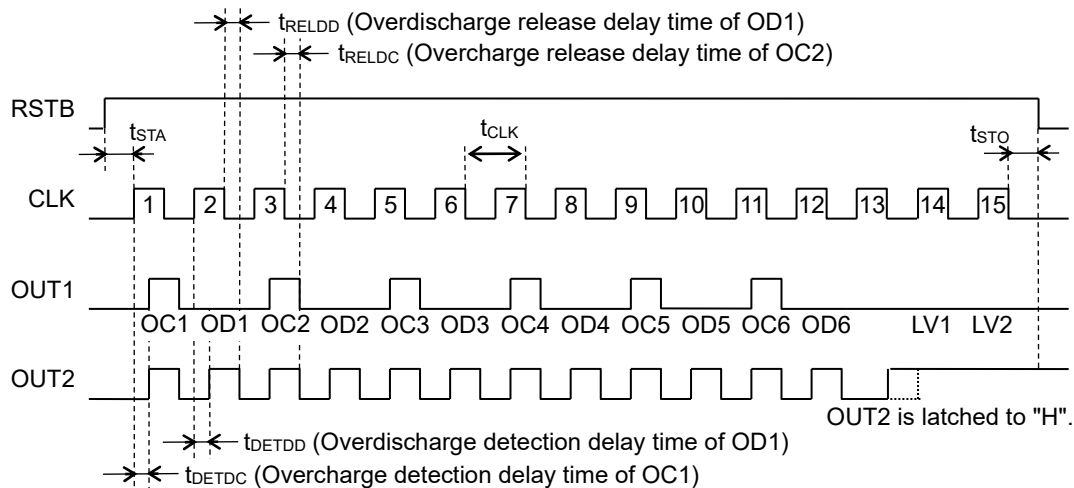 tRELDD (Overdischarge release delay time of OD1)
tRELDC (Overcharge release delay time of OC2)
RSTB
tSTA
tCLK
tSTO
CLK
1 2 3 4 5 6 7 8 9 10 11 12 13 14 15
OUT1
OC1 OD1 OC2 OD2 OC3 OD3 OC4 OD4 OC5 OD5 OC6 OD6 LV1 LV2
OUT2
OUT2 is latched to "H".
tDETDD (Overdischarge detection delay time of OD1)
tDETDC (Overcharge detection delay time of OC1)